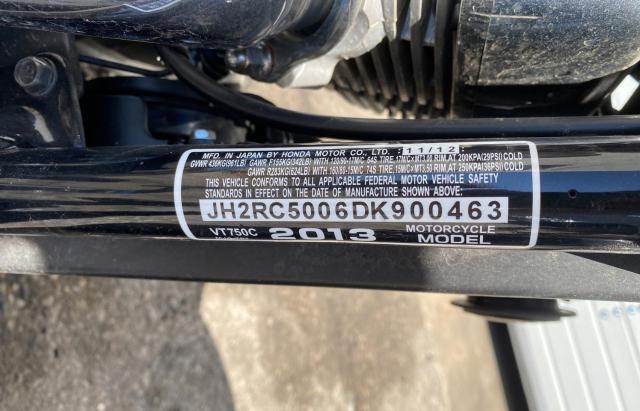 MFD. IN JAPAN BY HONDA MOTOR CO., LTD. 11/12
GVWR 436KG(961LB) GAWR F155KG(342LB) WITH 120/90-17M/C 64S TIRE, 17M/C×MT3.00 RIM, AT 200KPA(29PSI) COLD
GAWR R283KG(622LB) WITH 160/80-15M/C 74S TIRE, 15M/C×MT3.50 RIM, AT 250KPA(36PSI) COLD
THIS VEHICLE CONFORMS TO ALL APPLICABLE FEDERAL MOTOR VEHICLE SAFETY
STANDARDS IN EFFECT ON THE DATE OF MANUFACTURE SHOWN ABOVE.
JH2RC5006DK900463
VT750C 2013 MOTORCYCLE
MODEL